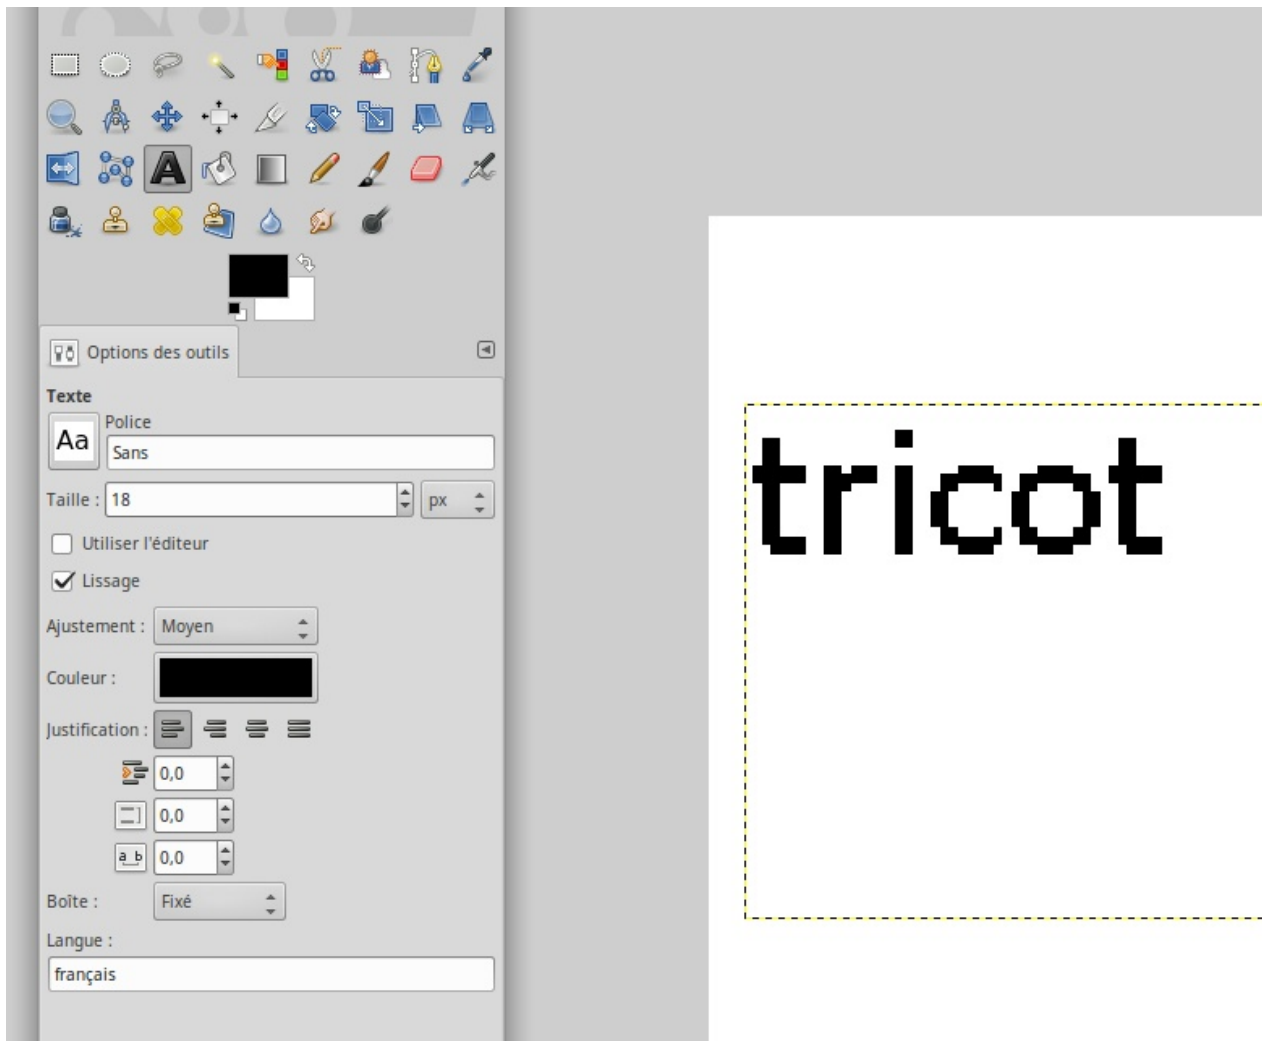 Options des outils
Texte
Police
Aa
Sans
Taille : 18 px
Utiliser l'éditeur
Lissage
Ajustement : Moyen
Couleur :
Justification :
0,0
0,0
a b 0,0
Boîte : Fixé
Langue :
français
tricot